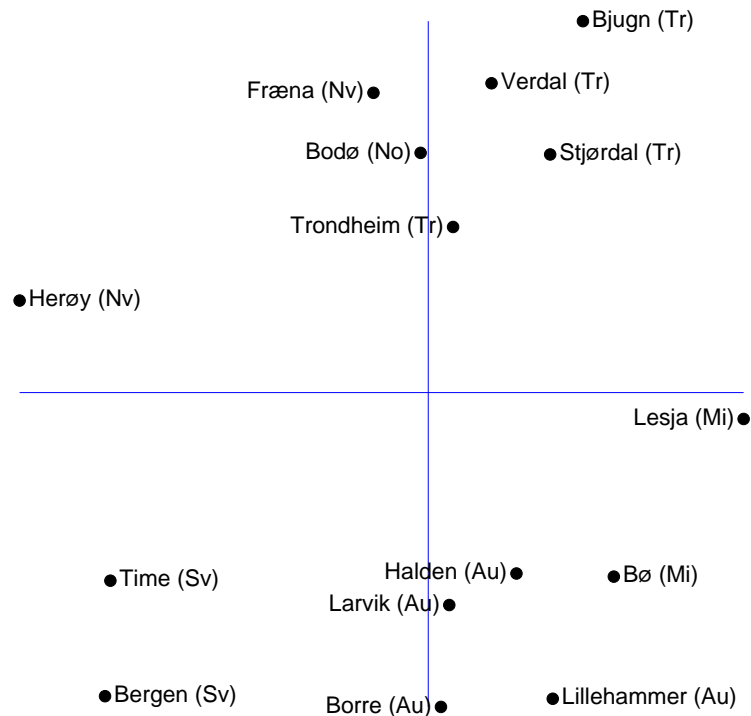 Bjugn (Tr)
Verdal (Tr)
Fræna (Nv)
Bodø (No)
Stjørdal (Tr)
Trondheim (Tr)
Herøy (Nv)
Lesja (Mi)
Halden (Au)
Bø (Mi)
Time (Sv)
Larvik (Au)
Bergen (Sv)
Lillehammer (Au)
Borre (Au)